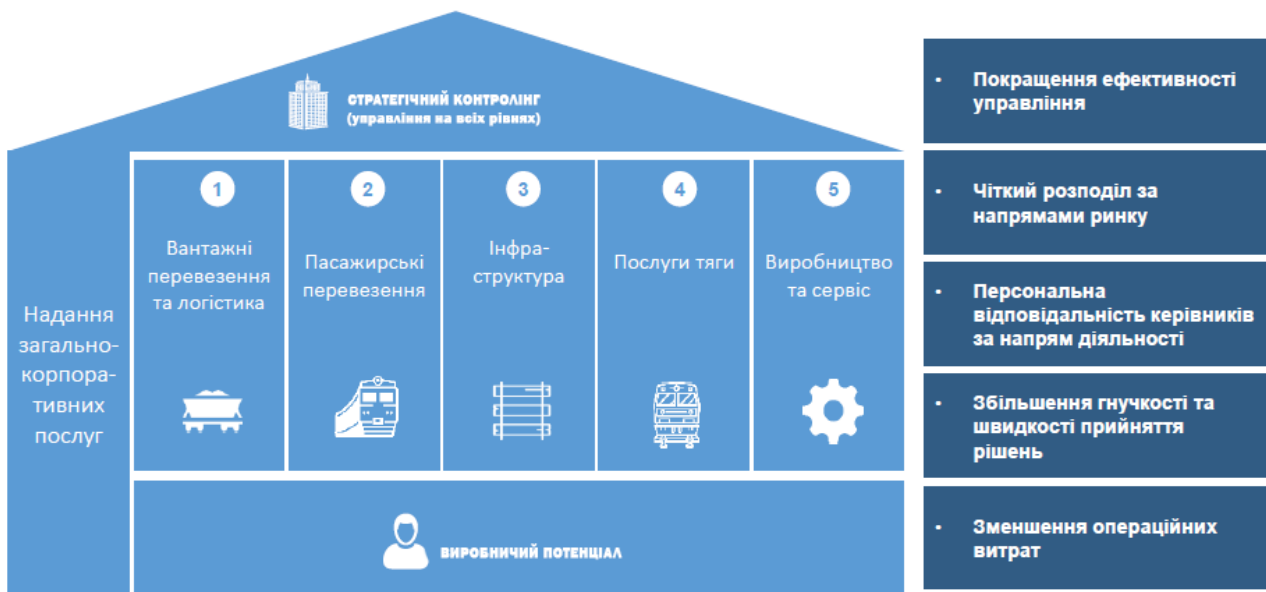 СТРАТЕГІЧНИЙ КОНТРОЛІНГ
(управління на всіх рівнях)
Надання
загально-
корпора-
тивних
послуг
1
Вантажні
перевезення
та логістика
2
Пасажирські
перевезення
3
Інфра-
структура
4
Послуги тяги
5
Виробництво
та сервіс
ВИРОБНИЧИЙ ПОТЕНЦІАЛ
• Покращення ефективності
управління
• Чіткий розподіл за
напрямами ринку
• Персональна
відповідальність керівників
за напрям діяльності
• Збільшення гнучкості та
швидкості прийняття
рішень
• Зменшення операційних
витрат